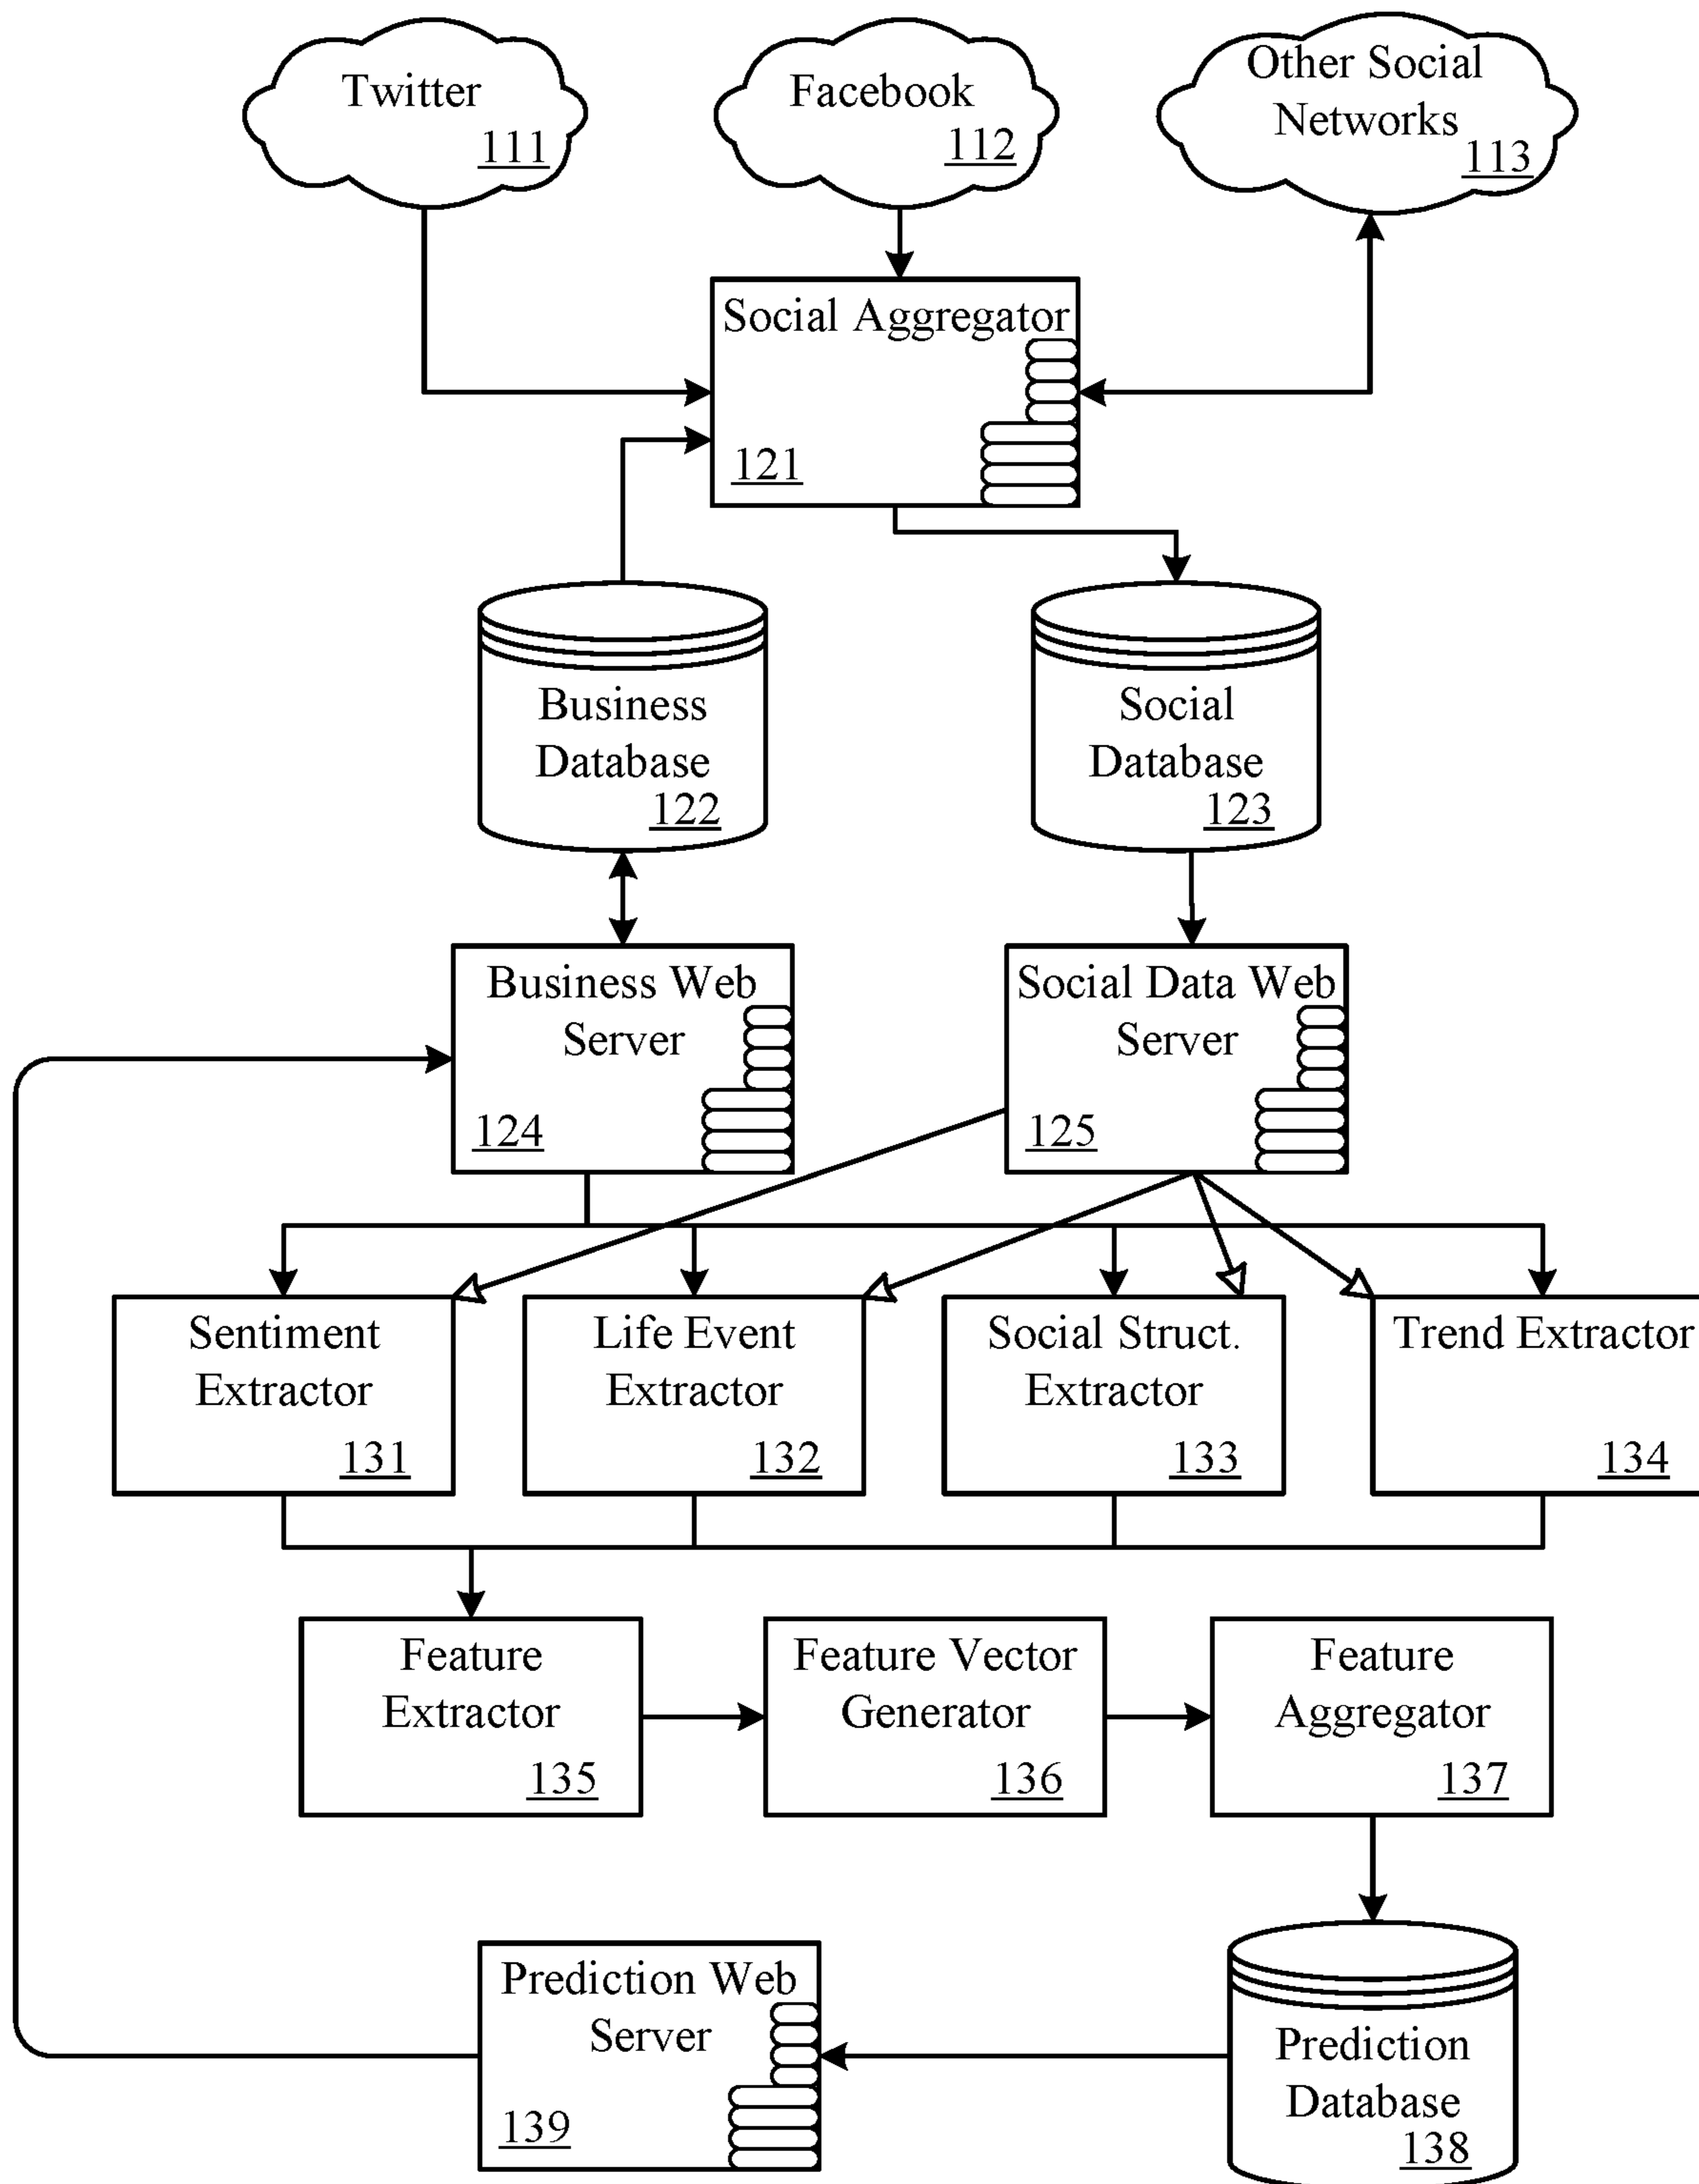 Twitter
111
Facebook
112
Other Social
Networks
113
Social Aggregator
121
Business
Database
122
Social
Database
123
Business Web
Server
124
Social Data Web
Server
125
Sentiment
Extractor
131
Life Event
Extractor
132
Social Struct.
Extractor
133
Trend Extractor
134
Feature
Extractor
135
Feature Vector
Generator
136
Feature
Aggregator
137
Prediction Web
Server
139
Prediction
Database
138